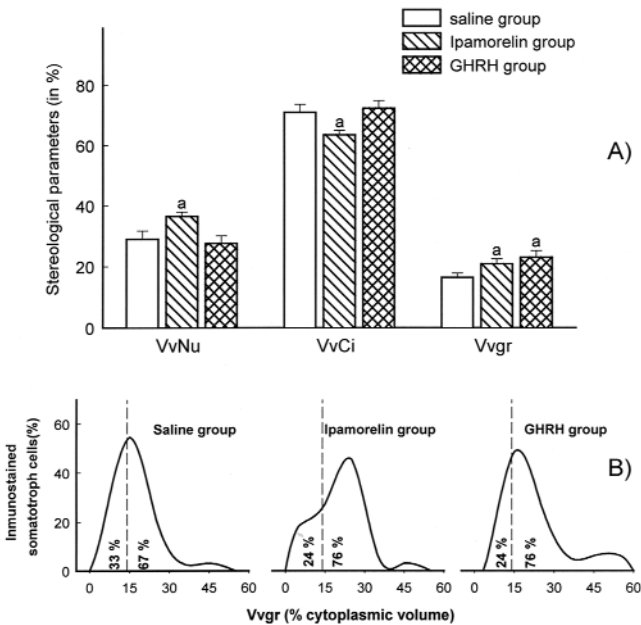 saline group
Ipamorelin group
GHRH group
Stereological parameters (in %)
80
60
40
20
0
a
a
a
a
A)
VvNu
VvCi
Vvgr
Inmunostained
somatotroph cells(%)
60
40
20
0
Saline group
Ipamorelin group
GHRH group
B)
33 %
67 %
24 %
76 %
24 %
76 %
0 15 30 45 60
0 15 30 45 60
0 15 30 45 60
Vvgr (% cytoplasmic volume)